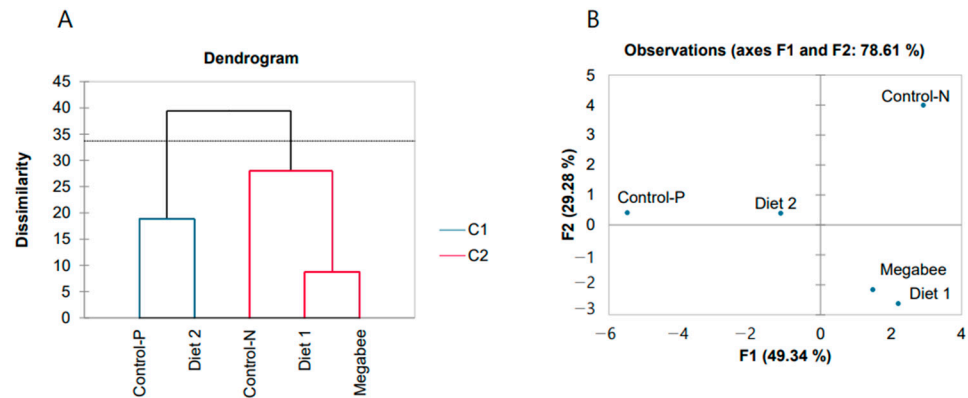 A
Dendrogram
Dissimilarity
45
40
35
30
25
20
15
10
5
0
Control-P
Diet 2
Control-N
Diet 1
Megabee
C1
C2
B
Observations (axes F1 and F2: 78.61 %)
F2 (29.28 %)
5
4
3
2
1
0
−1
−2
−3
Control-N
Control-P
Diet 2
Megabee
Diet 1
−6
−4
−2
0
2
4
F1 (49.34 %)